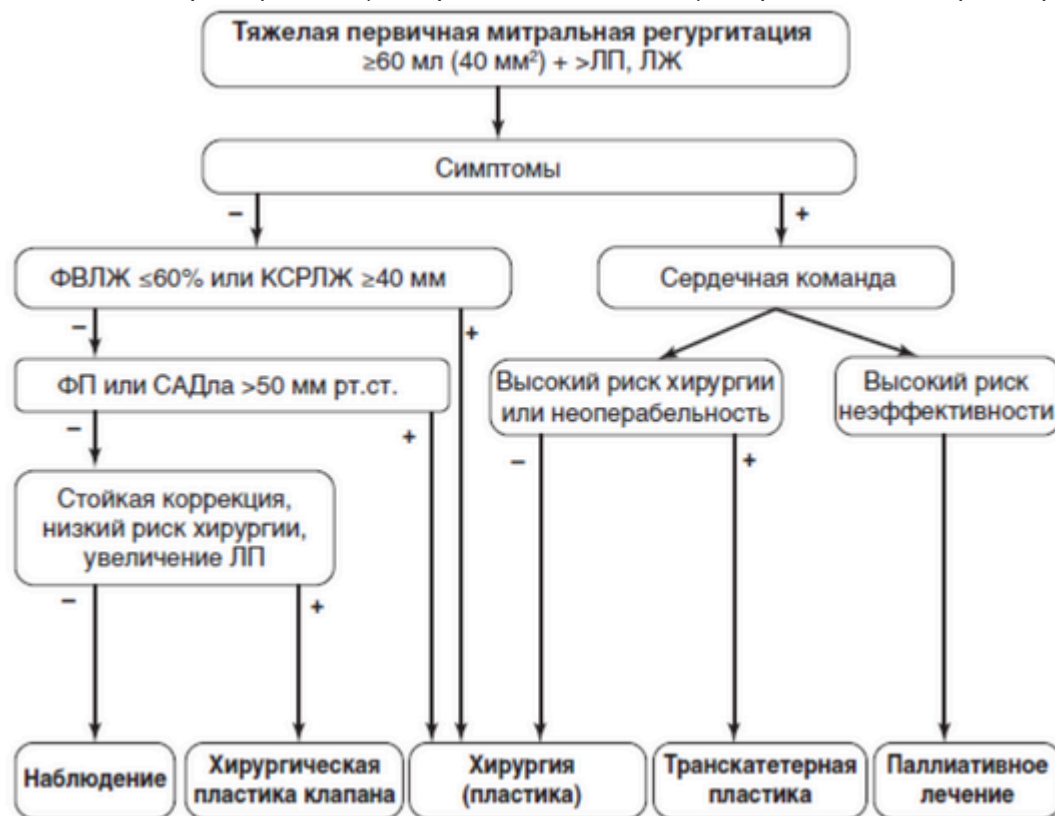 Тяжелая первичная митральная регургитация
≥60 мл (40 мм²) + >ЛП, ЛЖ
Симптомы
–
+
ФВЛЖ ≤60% или КСРЛЖ ≥40 мм
Сердечная команда
–
+
ФП или САДла >50 мм рт.ст.
Высокий риск хирургии
или неоперабельность
Высокий риск
неэффективности
–
+
–
+
Стойкая коррекция,
низкий риск хирургии,
увеличение ЛП
–
+
Наблюдение
Хирургическая
пластика клапана
Хирургия
(пластика)
Транскатетерная
пластика
Паллиативное
лечение